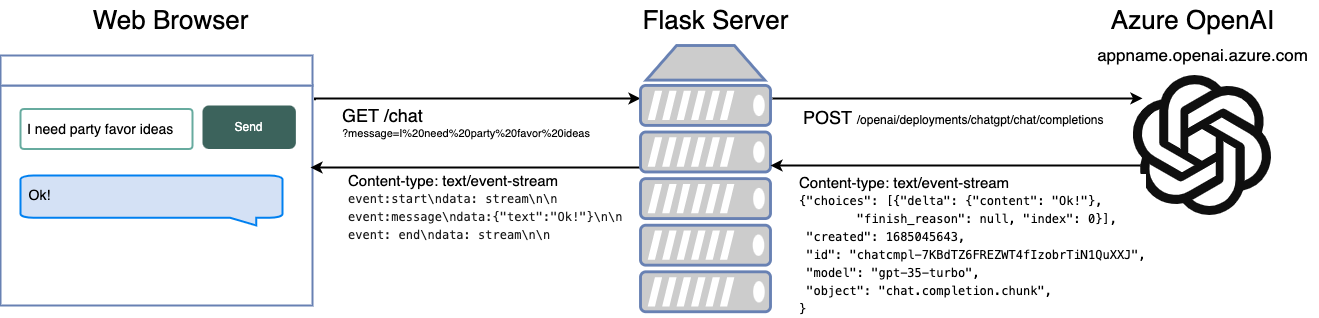 Web Browser
Flask Server
Azure OpenAI
appname.openai.azure.com
I need party favor ideas
Send
Ok!
GET /chat
?message=I%20need%20party%20favor%20ideas
Content-type: text/event-stream
event:start\ndata: stream\n\n
event:message\ndata:{"text":"Ok!"}\n\n
event: end\ndata: stream\n\n
POST /openai/deployments/chatgpt/chat/completions
Content-type: text/event-stream
{"choices": [{"delta": {"content": "Ok!"},
"finish_reason": null, "index": 0}],
"created": 1685045643,
"id": "chatcmpl-7KBdTZ6FREZWT4fIzobrTiN1QuXXJ",
"model": "gpt-35-turbo",
"object": "chat.completion.chunk",
}